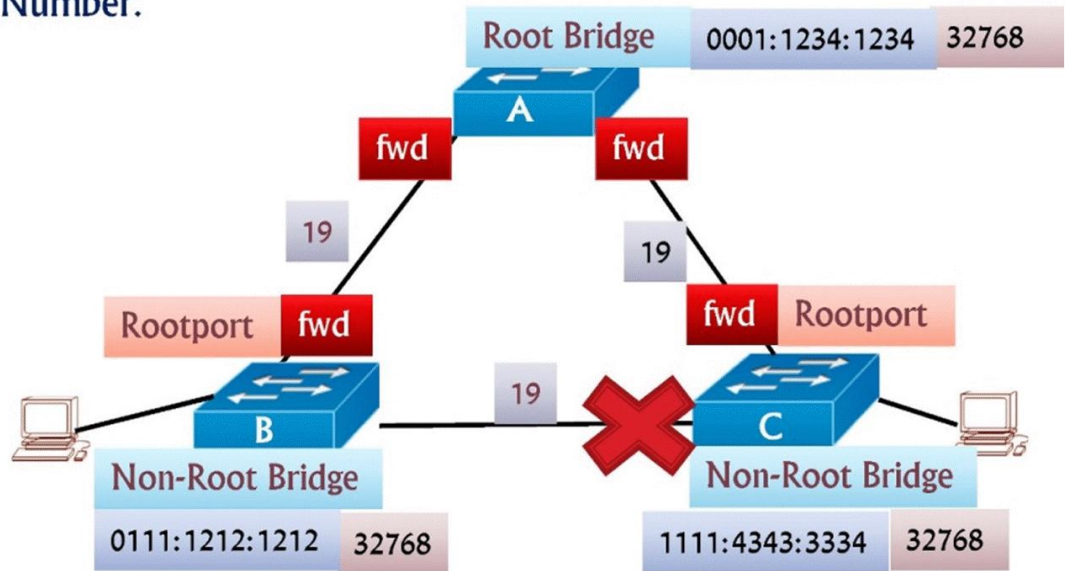 Number.
Root Bridge 0001:1234:1234 32768
A
fwd fwd
19
19
Rootport fwd
fwd Rootport
19
B
C
Non-Root Bridge
Non-Root Bridge
0111:1212:1212 32768
1111:4343:3334 32768